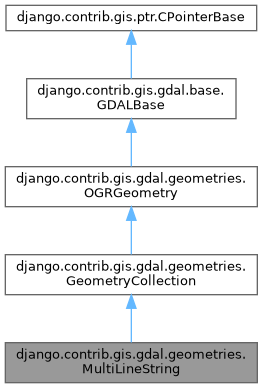 django.contrib.gis.ptr.CPointerBase
django.contrib.gis.gdal.base.
GDALBase
django.contrib.gis.gdal.geometries.
OGRGeometry
django.contrib.gis.gdal.geometries.
GeometryCollection
django.contrib.gis.gdal.geometries.
MultiLineString